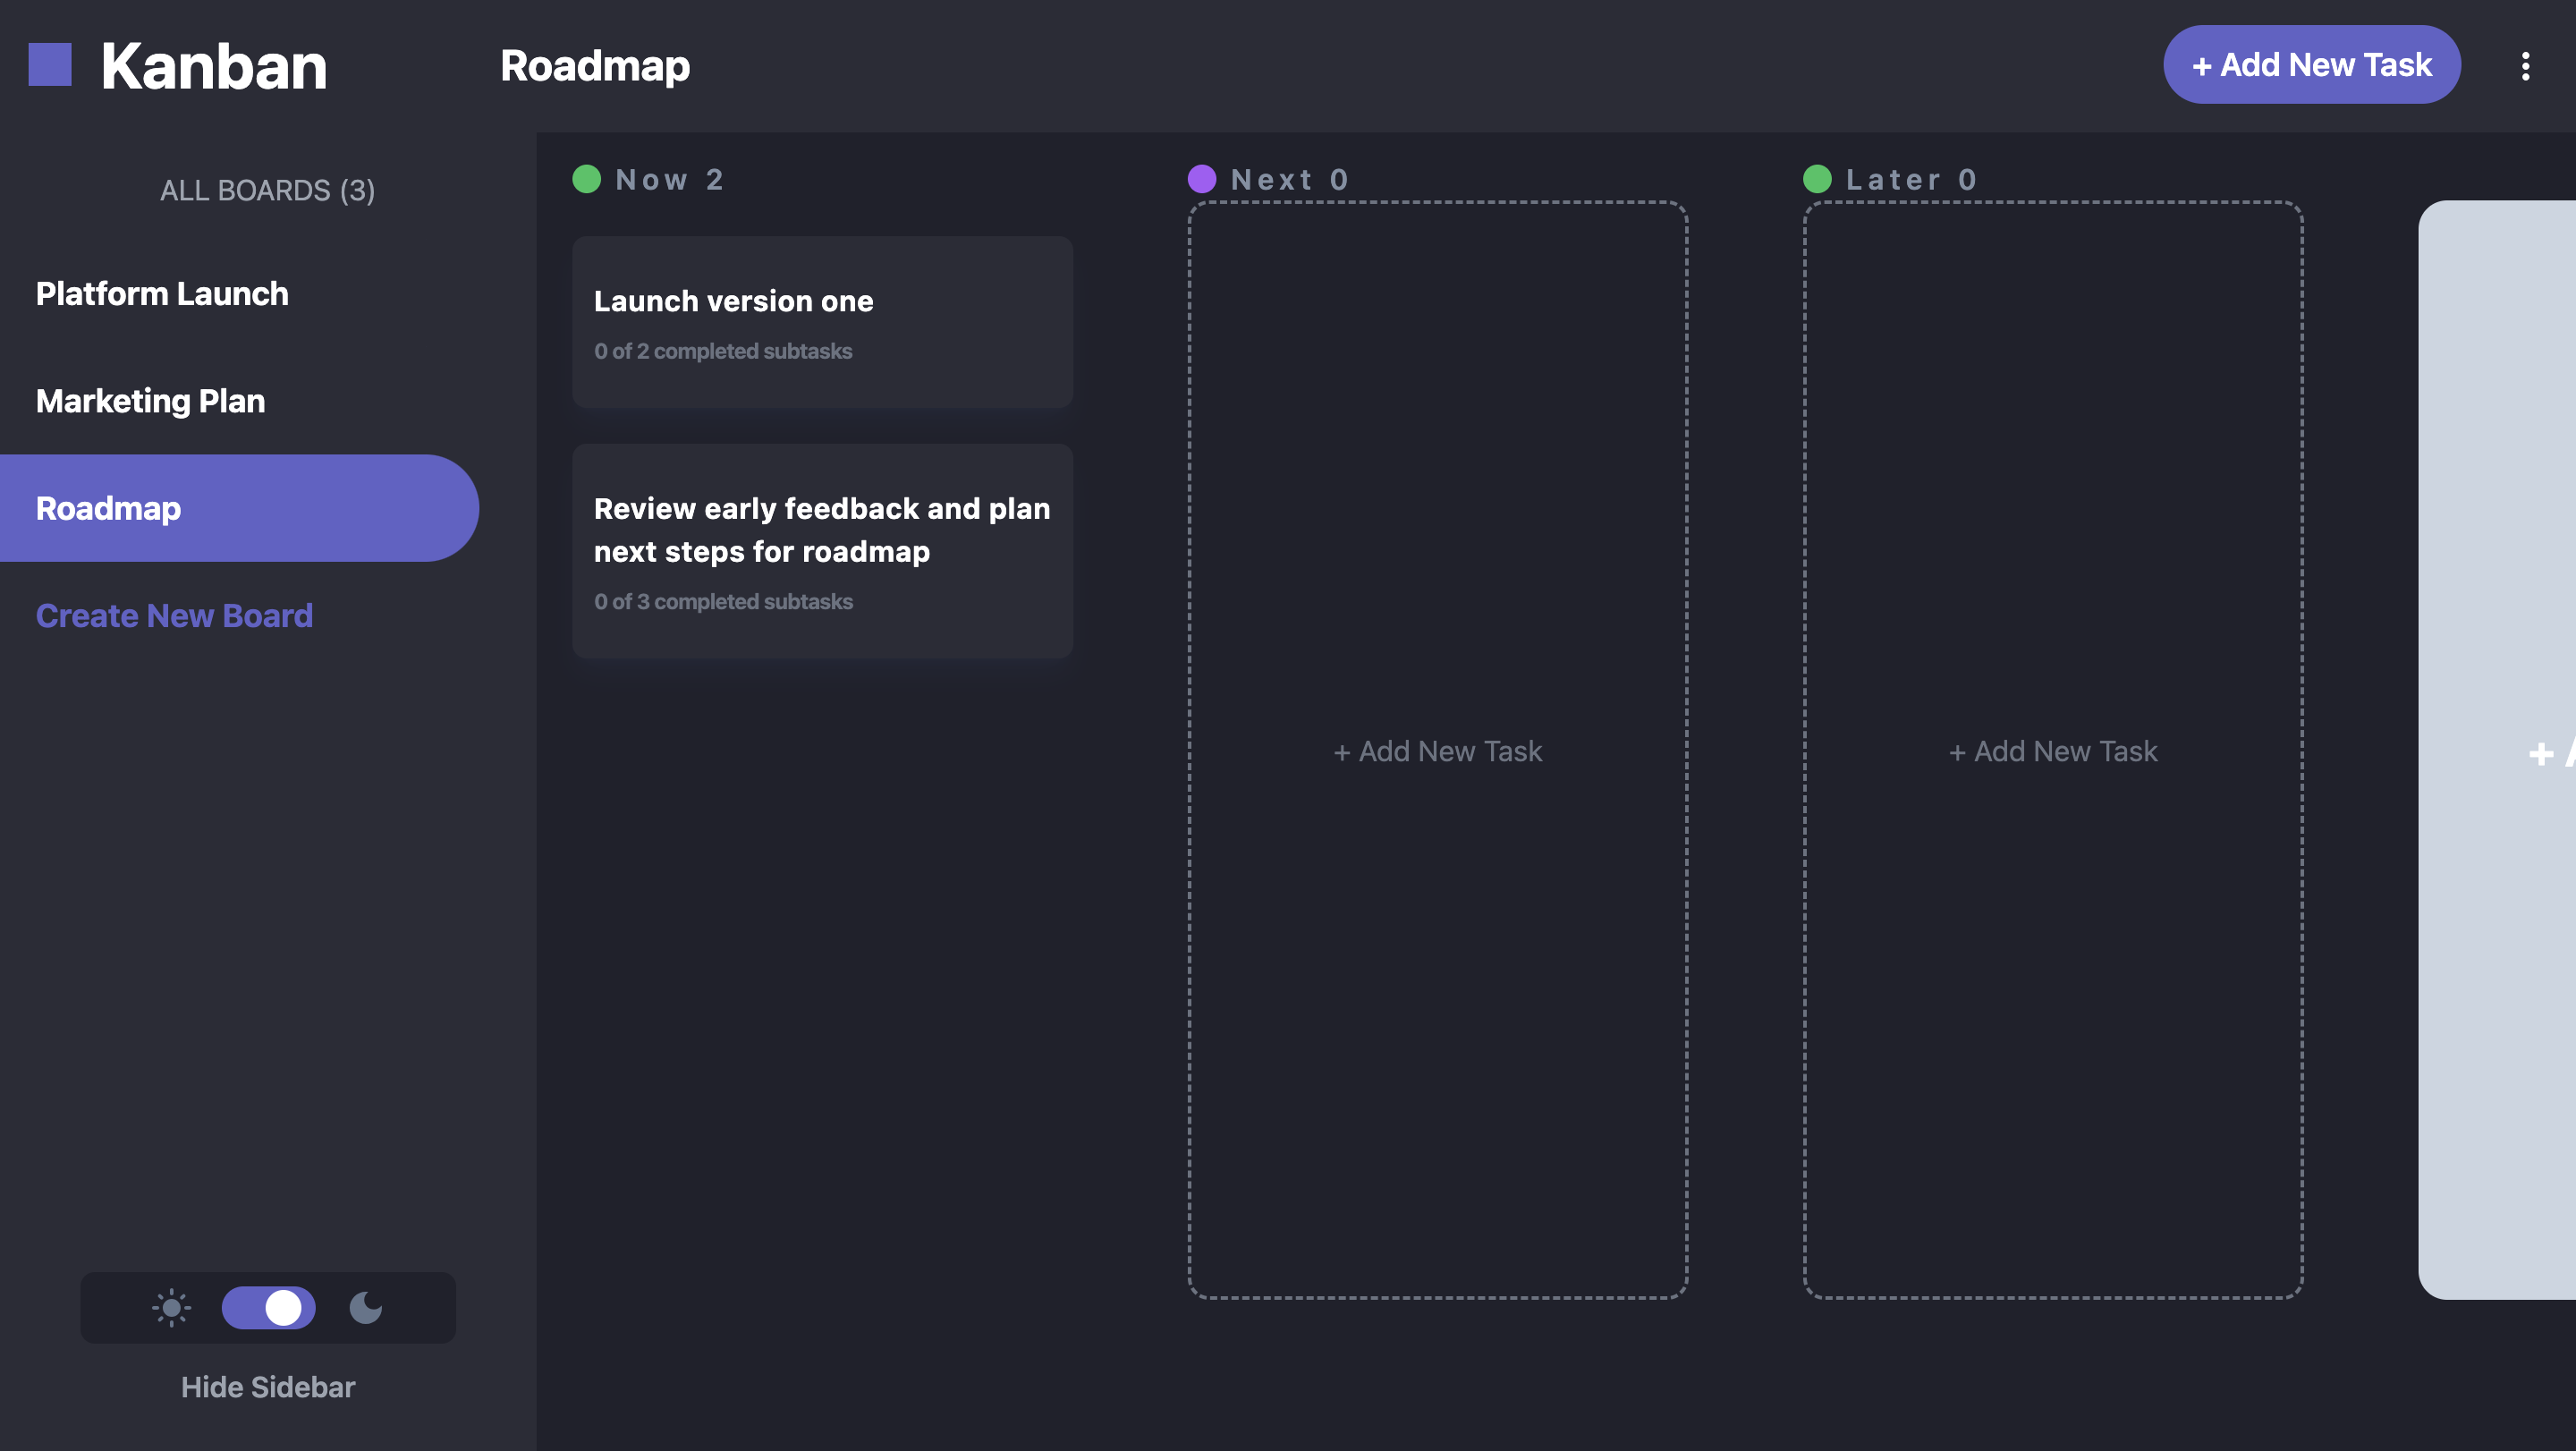 Kanban
Roadmap
+ Add New Task
ALL BOARDS (3)
Platform Launch
Marketing Plan
Roadmap
Create New Board
Hide Sidebar
Now 2
Launch version one
0 of 2 completed subtasks
Review early feedback and plan
next steps for roadmap
0 of 3 completed subtasks
Next 0
+ Add New Task
Later 0
+ Add New Task
+